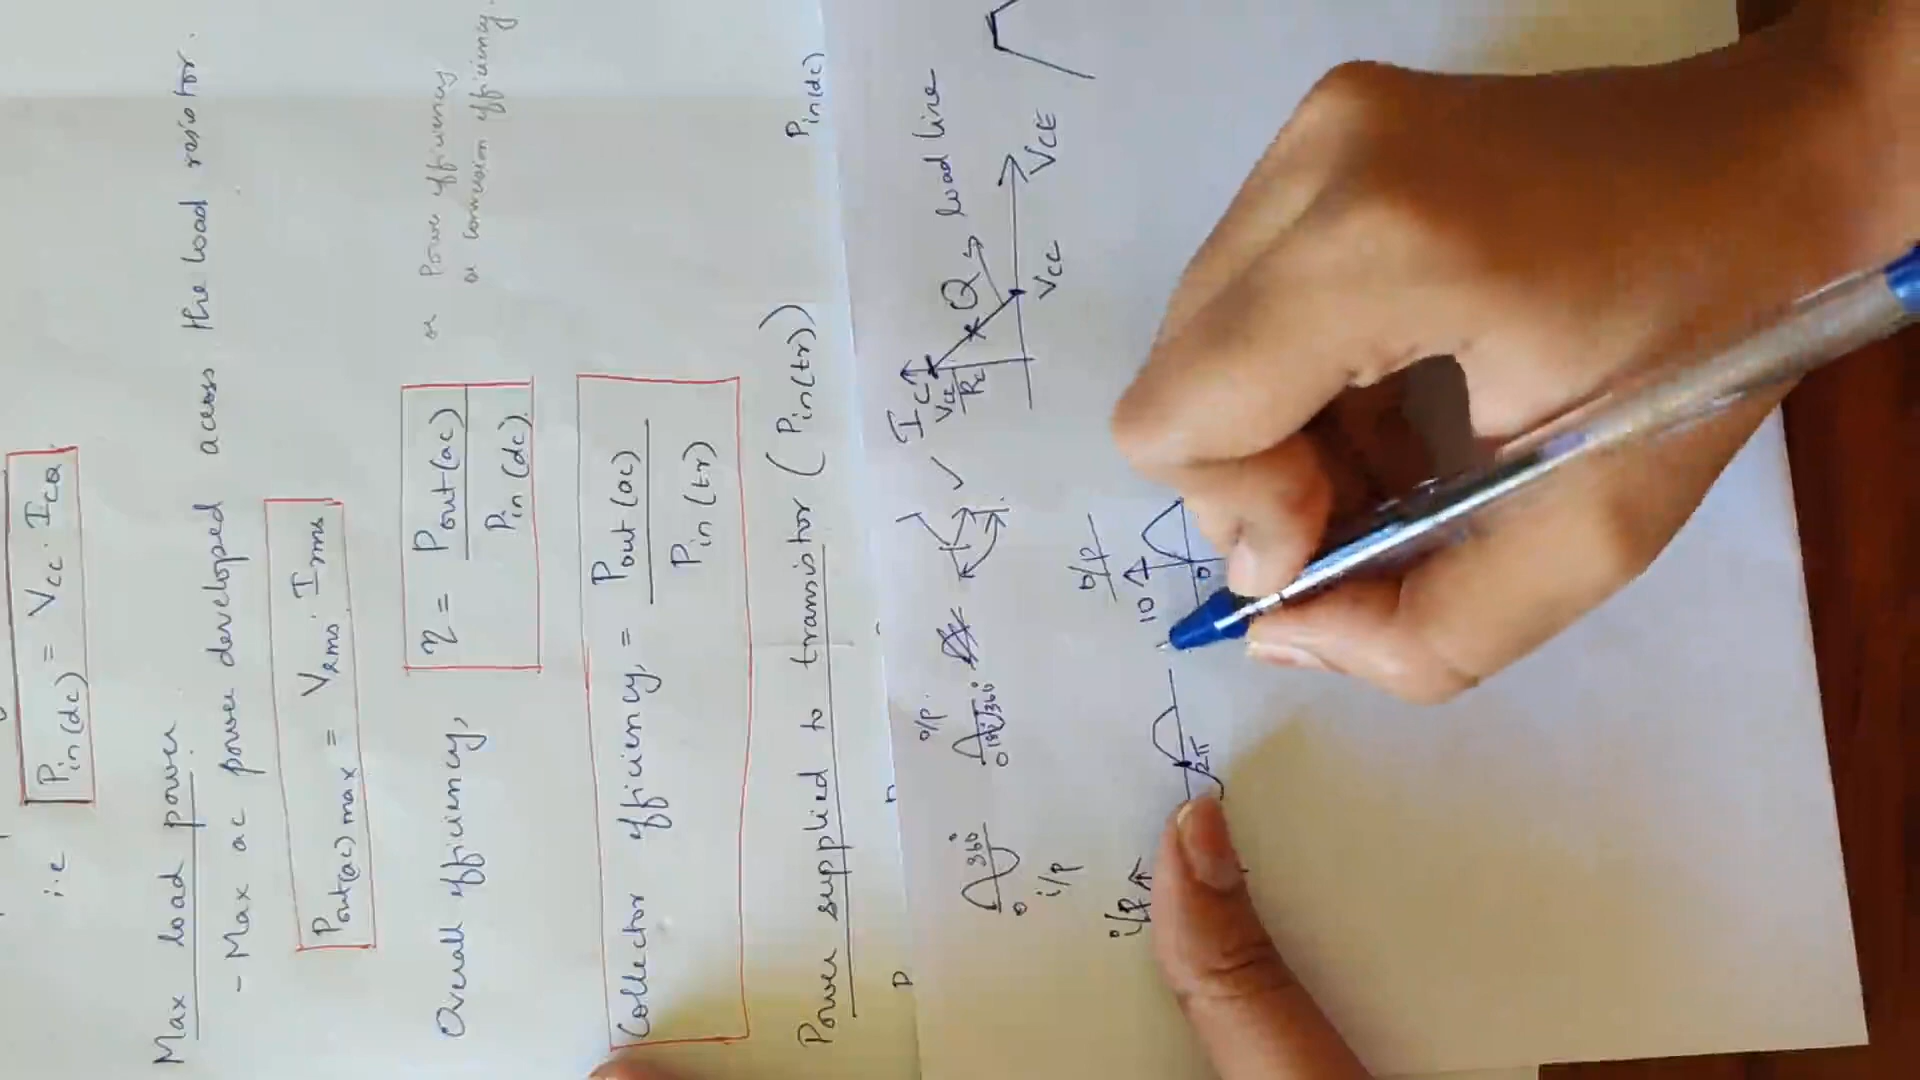 i.e Pin(dc) = Vcc . ICQ
Max load power.
- Max ac power developed across the load resistor.
Pout(ac)max = Vrms . Irms
Overall efficiency, η = Pout(ac) / Pin(dc)
or Power efficiency
or conversion efficiency.
Collector efficiency, = Pout(ac) / Pin(tr)
Power supplied to transistor (Pin(tr))
Pin(dc)
o/p.
0 360°
i/p
IC
Vcc
Rc
Q
load line
Vcc
VCE
i/p
2π
o/p
10
0